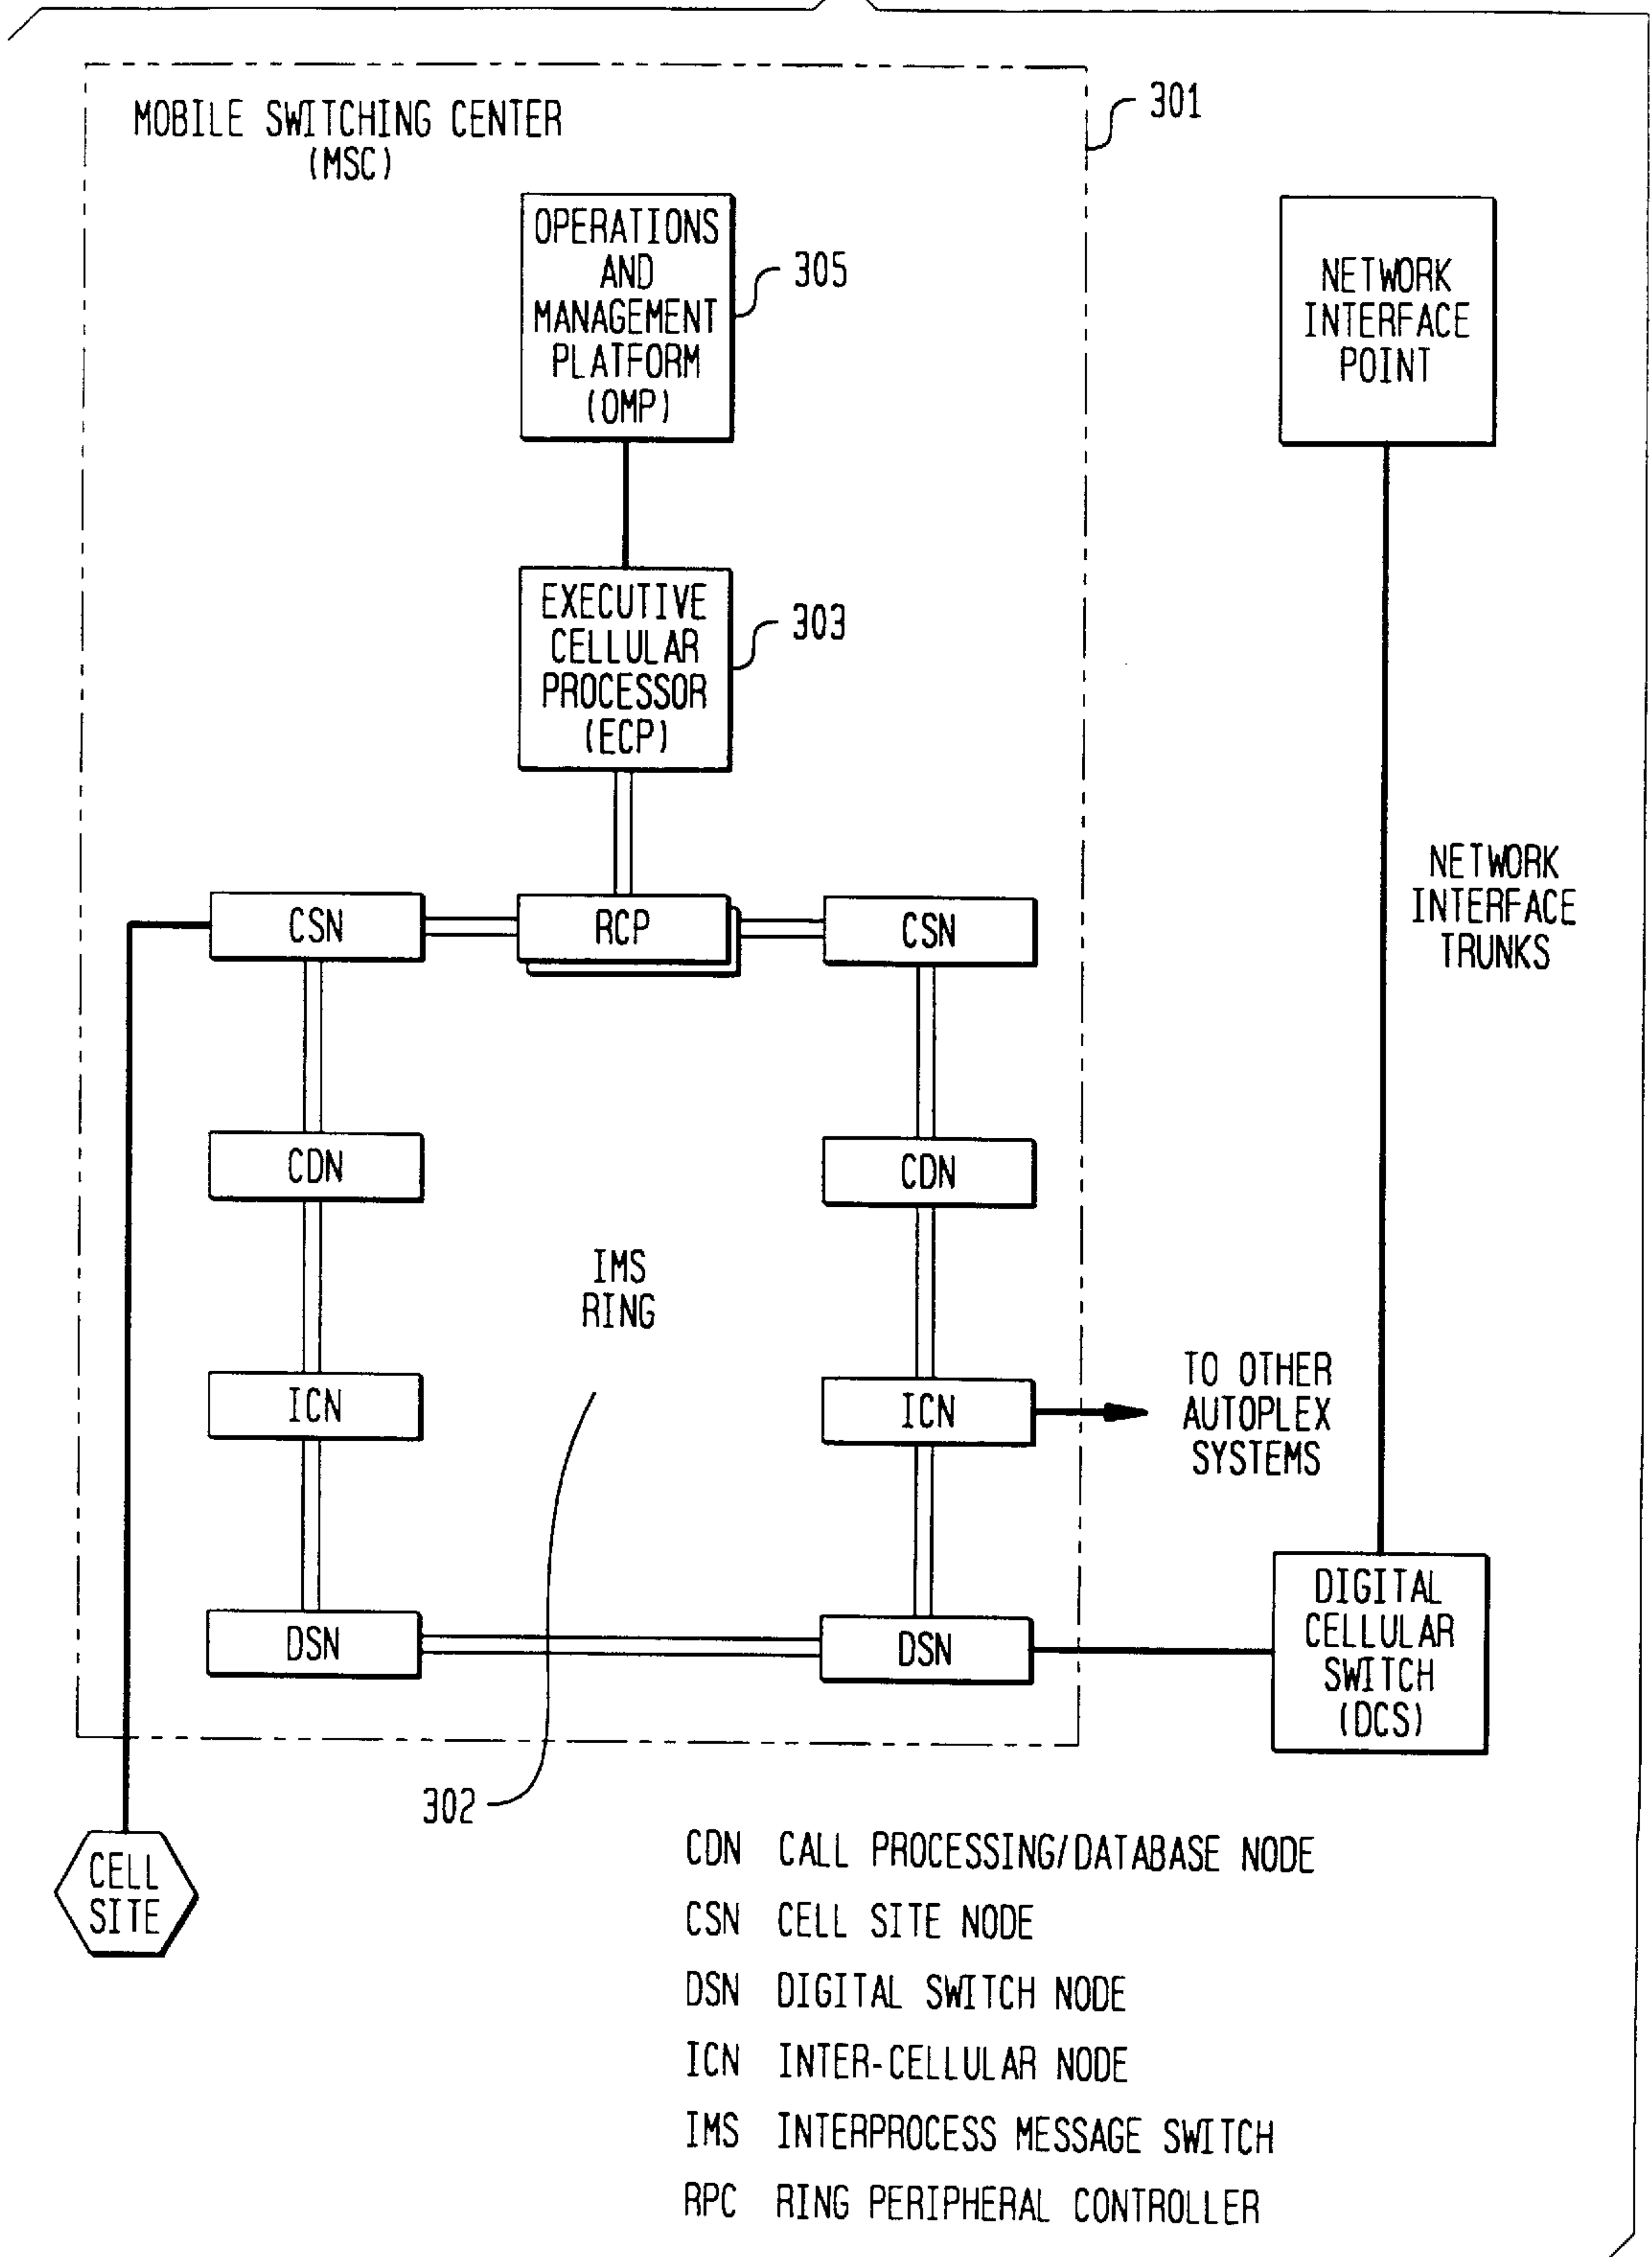 MOBILE SWITCHING CENTER
(MSC)
301
OPERATIONS
AND
MANAGEMENT
PLATFORM
(OMP)
305
NETWORK
INTERFACE
POINT
EXECUTIVE
CELLULAR
PROCESSOR
(ECP)
303
NETWORK
INTERFACE
TRUNKS
CSN
RCP
CSN
CDN
CDN
IMS
RING
ICN
ICN
TO OTHER
AUTOPLEX
SYSTEMS
DSN
DSN
DIGITAL
CELLULAR
SWITCH
(DCS)
302
CELL
SITE
CDN CALL PROCESSING/DATABASE NODE
CSN CELL SITE NODE
DSN DIGITAL SWITCH NODE
ICN INTER-CELLULAR NODE
IMS INTERPROCESS MESSAGE SWITCH
RPC RING PERIPHERAL CONTROLLER